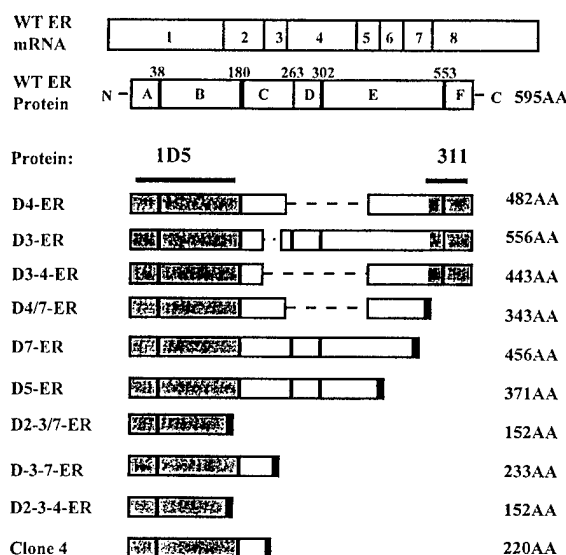 WT ER
mRNA
1 2 3 4 5 6 7 8
38 180 263 302 553
WT ER
Protein
N A B C D E F C 595AA
Protein: 1D5 311
D4-ER 482AA
D3-ER 556AA
D3-4-ER 443AA
D4/7-ER 343AA
D7-ER 456AA
D5-ER 371AA
D2-3/7-ER 152AA
D-3-7-ER 233AA
D2-3-4-ER 152AA
Clone 4 220AA